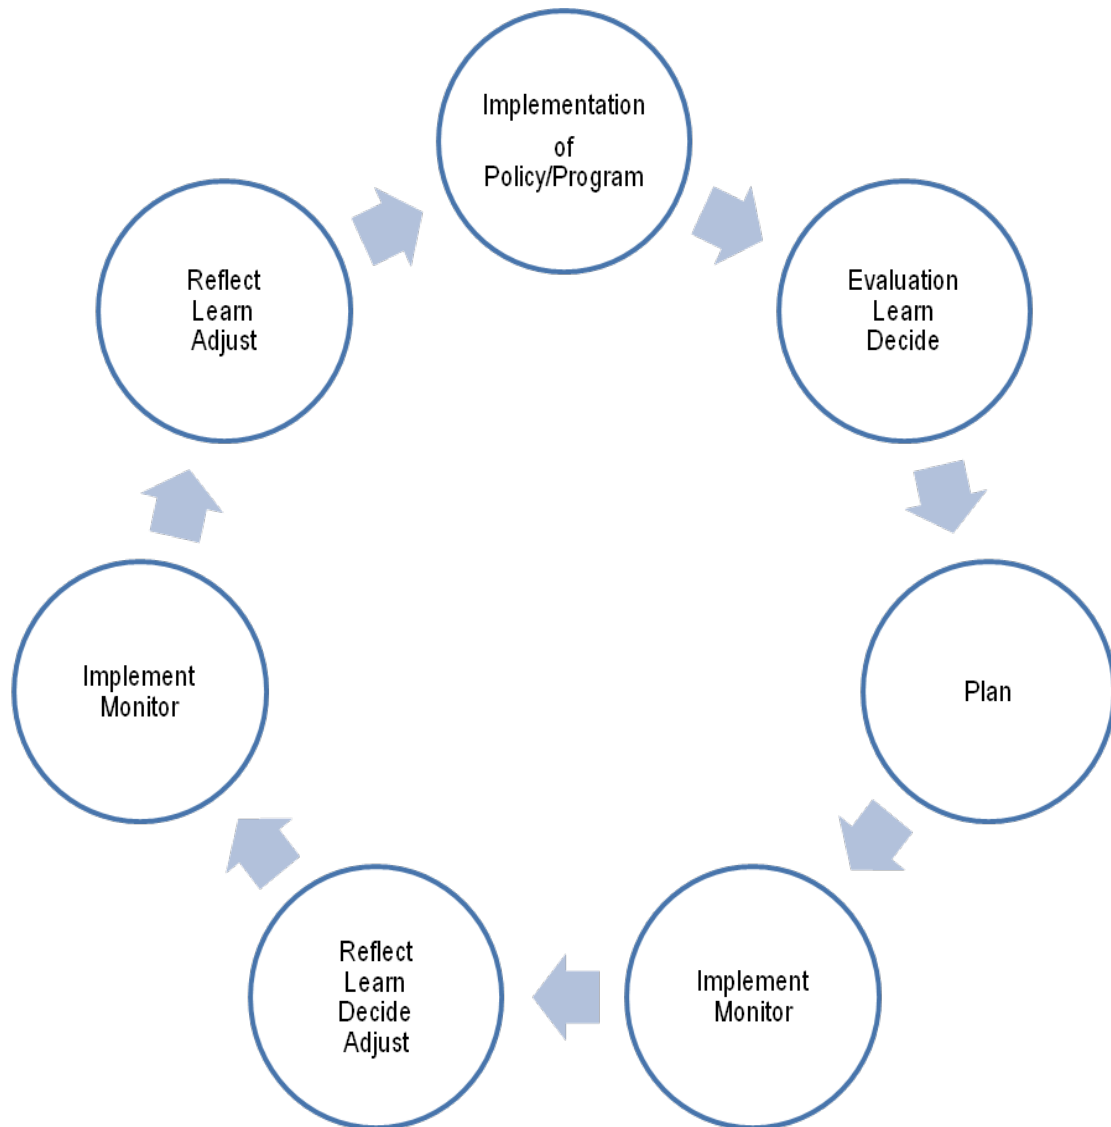 Implementation
of
Policy/Program
Evaluation
Learn
Decide
Plan
Implement
Monitor
Reflect
Learn
Decide
Adjust
Implement
Monitor
Reflect
Learn
Adjust